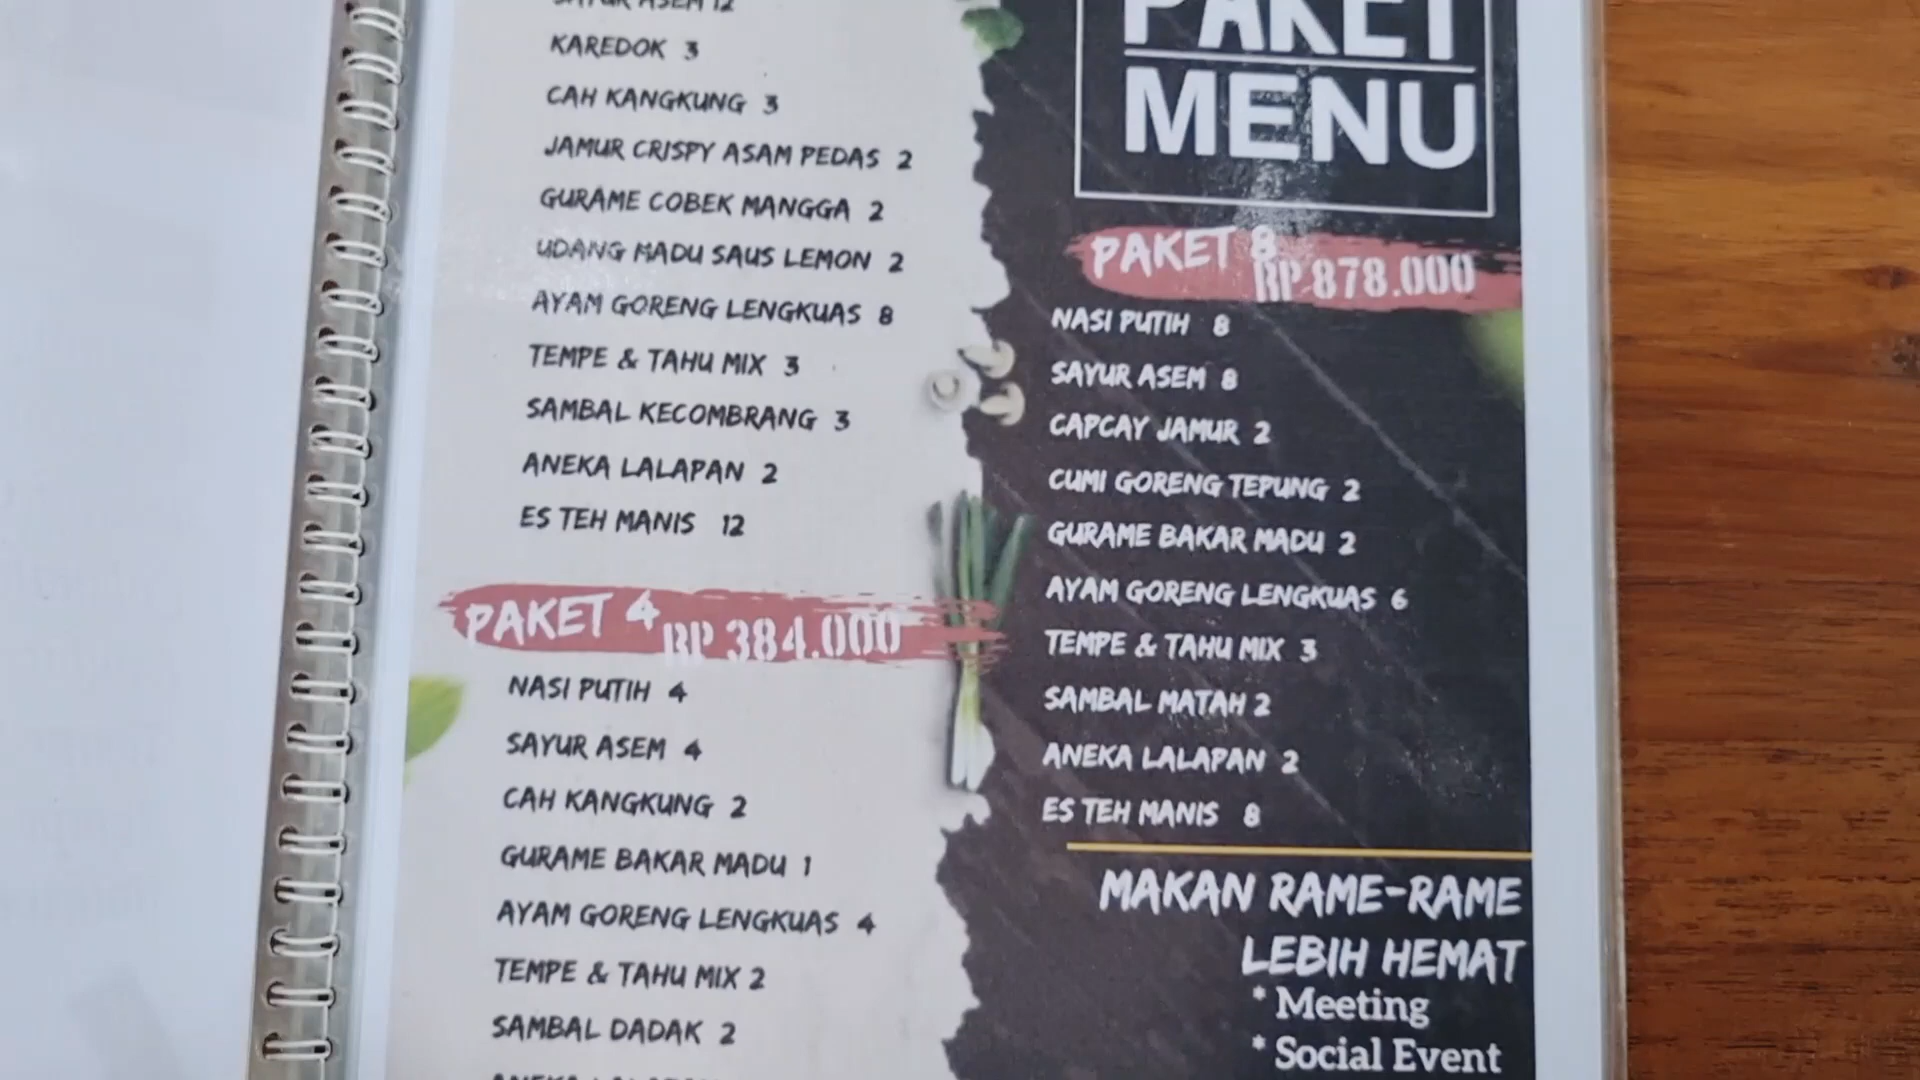 SAYUR ASEM 12
KAREDOK 3
CAH KANGKUNG 3
JAMUR CRISPY ASAM PEDAS 2
GURAME COBEK MANGGA 2
UDANG MADU SAUS LEMON 2
AYAM GORENG LENGKUAS 8
TEMPE & TAHU MIX 3
SAMBAL KECOMBRANG 3
ANEKA LALAPAN 2
ES TEH MANIS 12
PAKET 4
RP 384.000
NASI PUTIH 4
SAYUR ASEM 4
CAH KANGKUNG 2
GURAME BAKAR MADU 1
AYAM GORENG LENGKUAS 4
TEMPE & TAHU MIX 2
SAMBAL DADAK 2
PAKET
MENU
PAKET 8
RP 878.000
NASI PUTIH 8
SAYUR ASEM 8
CAPCAY JAMUR 2
CUMI GORENG TEPUNG 2
GURAME BAKAR MADU 2
AYAM GORENG LENGKUAS 6
TEMPE & TAHU MIX 3
SAMBAL MATAH 2
ANEKA LALAPAN 2
ES TEH MANIS 8
MAKAN RAME-RAME
LEBIH HEMAT
* Meeting
* Social Event